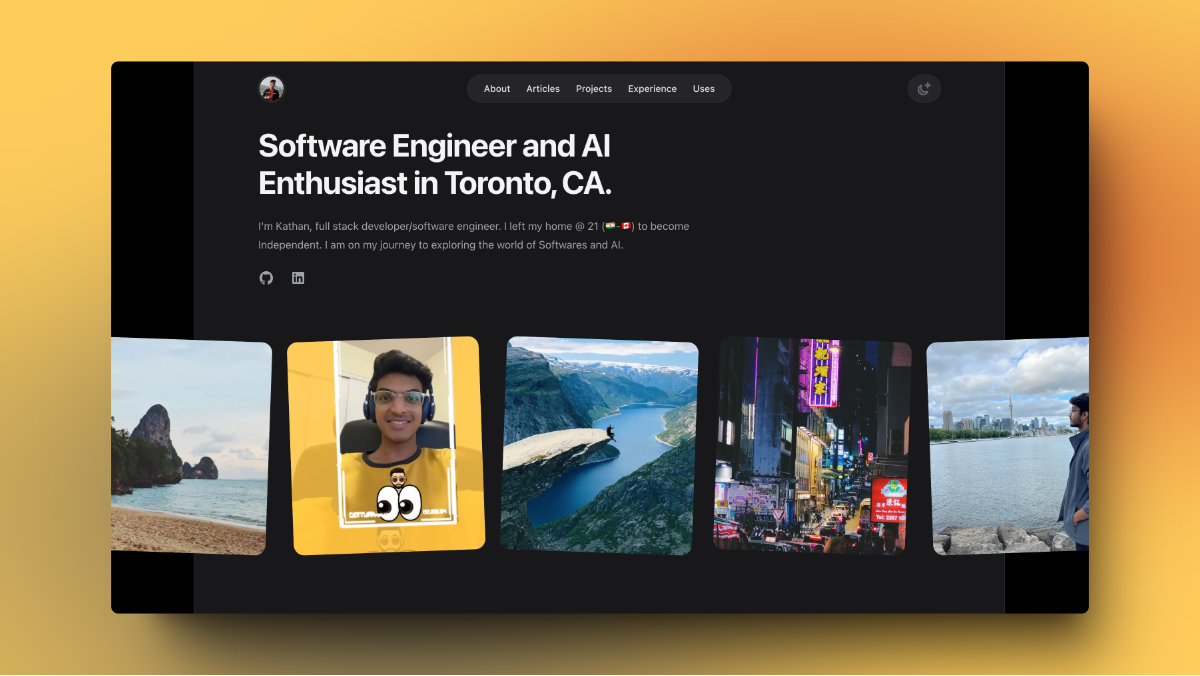 About Articles Projects Experience Uses
Software Engineer and AI
Enthusiast in Toronto, CA.
I'm Kathan, full stack developer/software engineer. I left my home @ 21 (🇮🇳-🇨🇦) to become
Independent. I am on my journey to exploring the world of Softwares and AI.
in